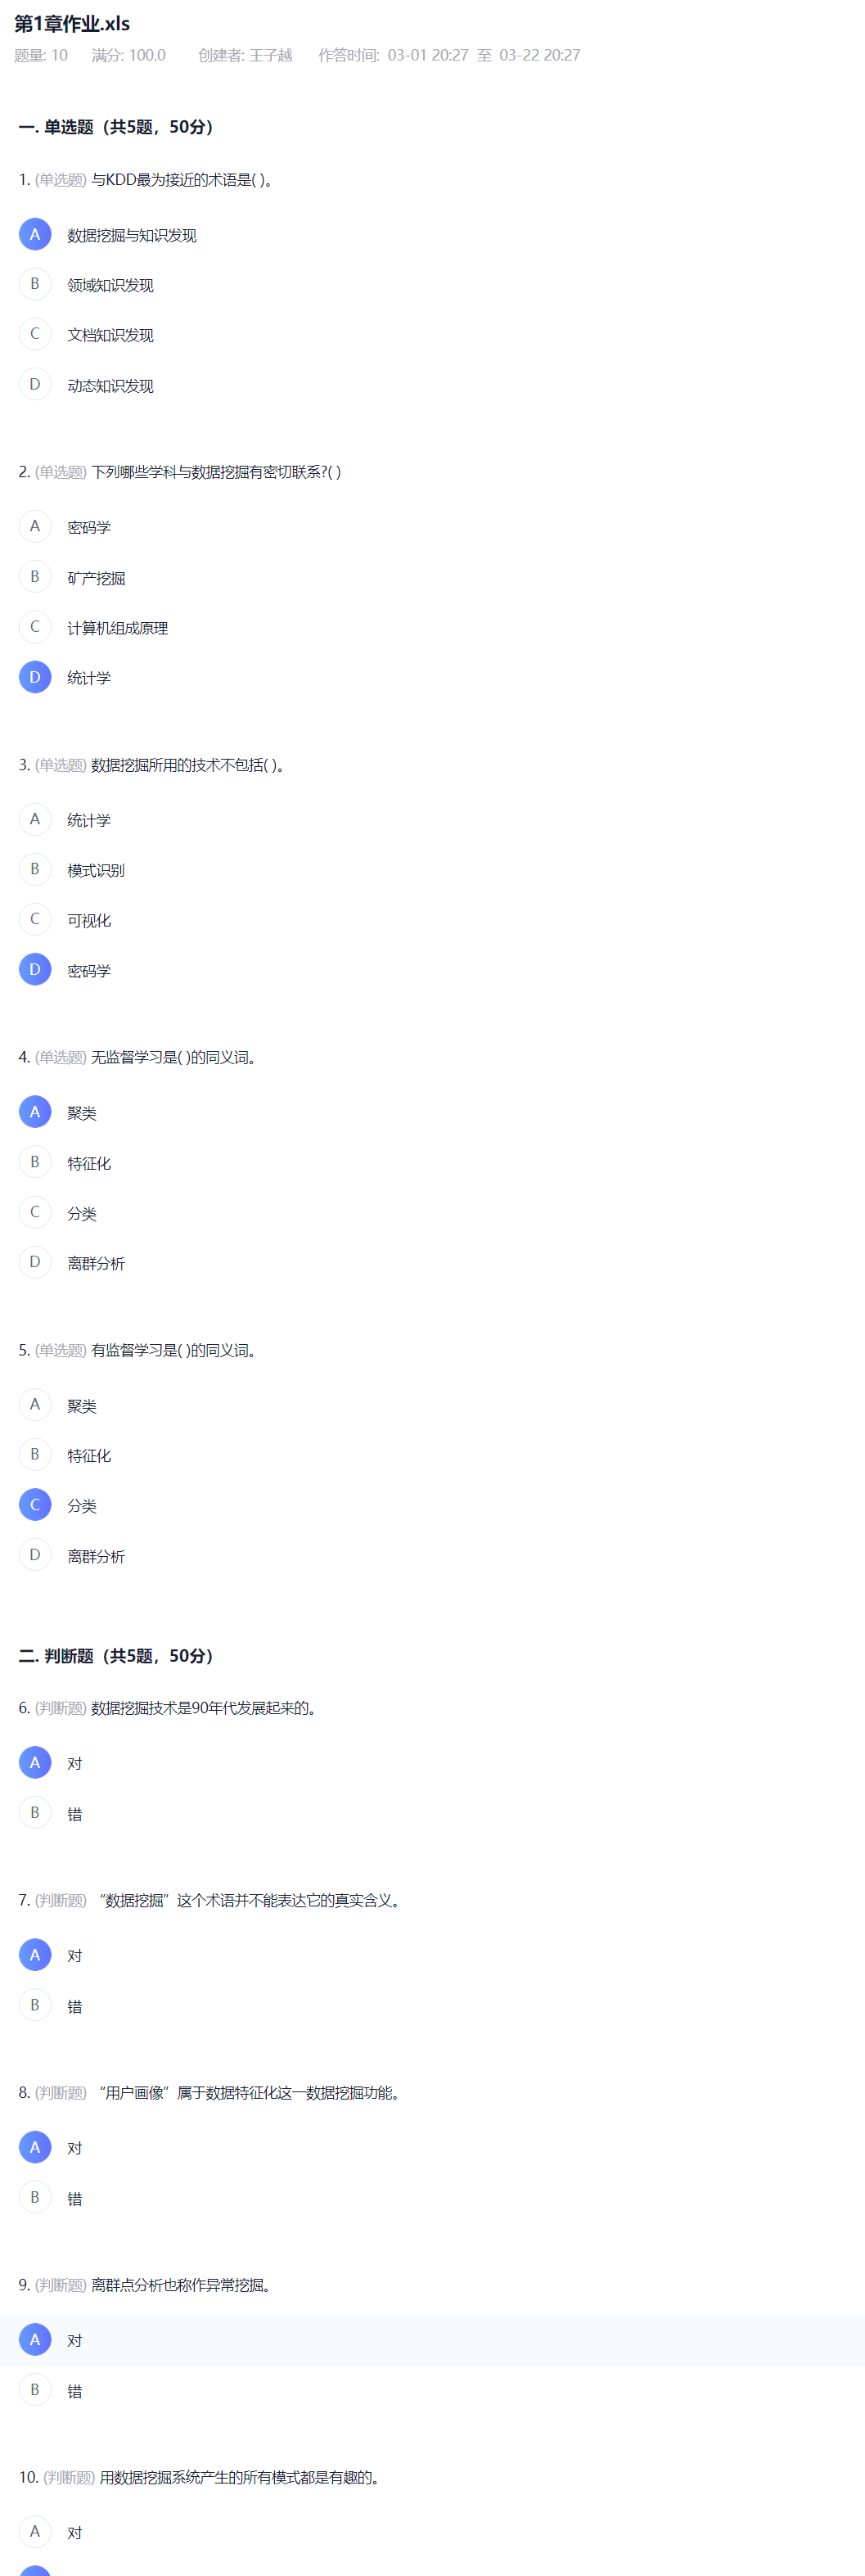 第1章作业.xls
题量: 10 满分: 100.0 创建者: 王子越 作答时间: 03-01 20:27 至 03-22 20:27
一. 单选题（共5题，50分）
1. (单选题) 与KDD最为接近的术语是( )。
A 数据挖掘与知识发现
B 领域知识发现
C 文档知识发现
D 动态知识发现
2. (单选题) 下列哪些学科与数据挖掘有密切联系?( )
A 密码学
B 矿产挖掘
C 计算机组成原理
D 统计学
3. (单选题) 数据挖掘所用的技术不包括( )。
A 统计学
B 模式识别
C 可视化
D 密码学
4. (单选题) 无监督学习是( )的同义词。
A 聚类
B 特征化
C 分类
D 离群分析
5. (单选题) 有监督学习是( )的同义词。
A 聚类
B 特征化
C 分类
D 离群分析
二. 判断题（共5题，50分）
6. (判断题) 数据挖掘技术是90年代发展起来的。
A 对
B 错
7. (判断题) “数据挖掘”这个术语并不能表达它的真实含义。
A 对
B 错
8. (判断题) “用户画像”属于数据特征化这一数据挖掘功能。
A 对
B 错
9. (判断题) 离群点分析也称作异常挖掘。
A 对
B 错
10. (判断题) 用数据挖掘系统产生的所有模式都是有趣的。
A 对